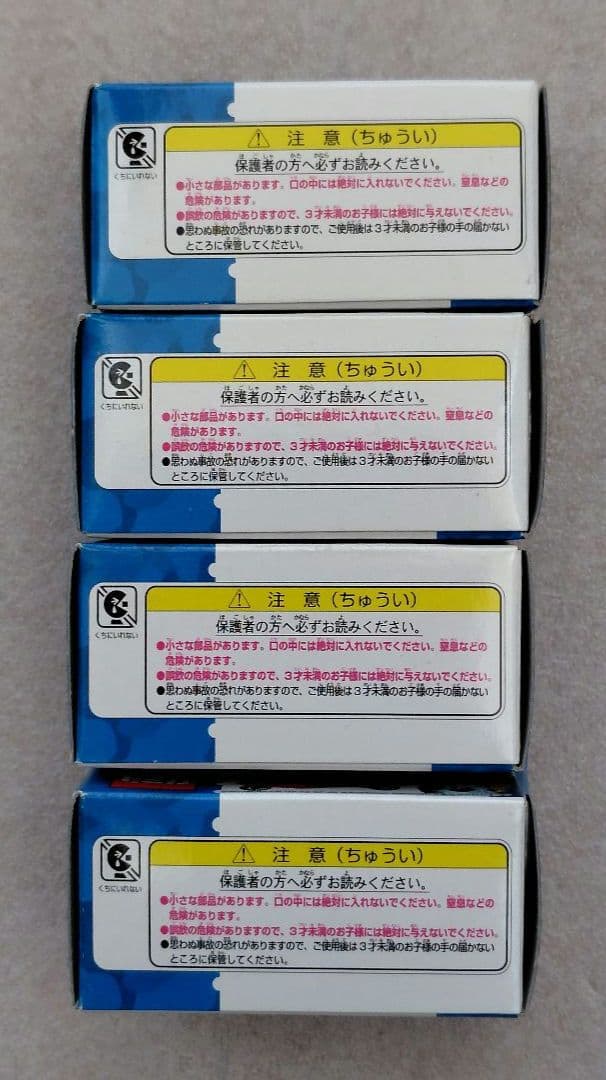 注 意（ちゅうい）
保護者の方へ必ずお読みください。
くちにいれない
●小さな部品があります。口の中には絶対に入れないでください。窒息などの
危険があります。
●誤飲の危険がありますので、3才未満のお子様には絶対に与えないでください。
●思わぬ事故の恐れがありますので、ご使用後は3才未満のお子様の手の届かない
ところに保管してください。
注 意（ちゅうい）
保護者の方へ必ずお読みください。
くちにいれない
●小さな部品があります。口の中には絶対に入れないでください。窒息などの
危険があります。
●誤飲の危険がありますので、3才未満のお子様には絶対に与えないでください。
●思わぬ事故の恐れがありますので、ご使用後は3才未満のお子様の手の届かない
ところに保管してください。
注 意（ちゅうい）
保護者の方へ必ずお読みください。
くちにいれない
●小さな部品があります。口の中には絶対に入れないでください。窒息などの
危険があります。
●誤飲の危険がありますので、3才未満のお子様には絶対に与えないでください。
●思わぬ事故の恐れがありますので、ご使用後は3才未満のお子様の手の届かない
ところに保管してください。
注 意（ちゅうい）
保護者の方へ必ずお読みください。
くちにいれない
●小さな部品があります。口の中には絶対に入れないでください。窒息などの
危険があります。
●誤飲の危険がありますので、3才未満のお子様には絶対に与えないでください。
●思わぬ事故の恐れがありますので、ご使用後は3才未満のお子様の手の届かない
ところに保管してください。